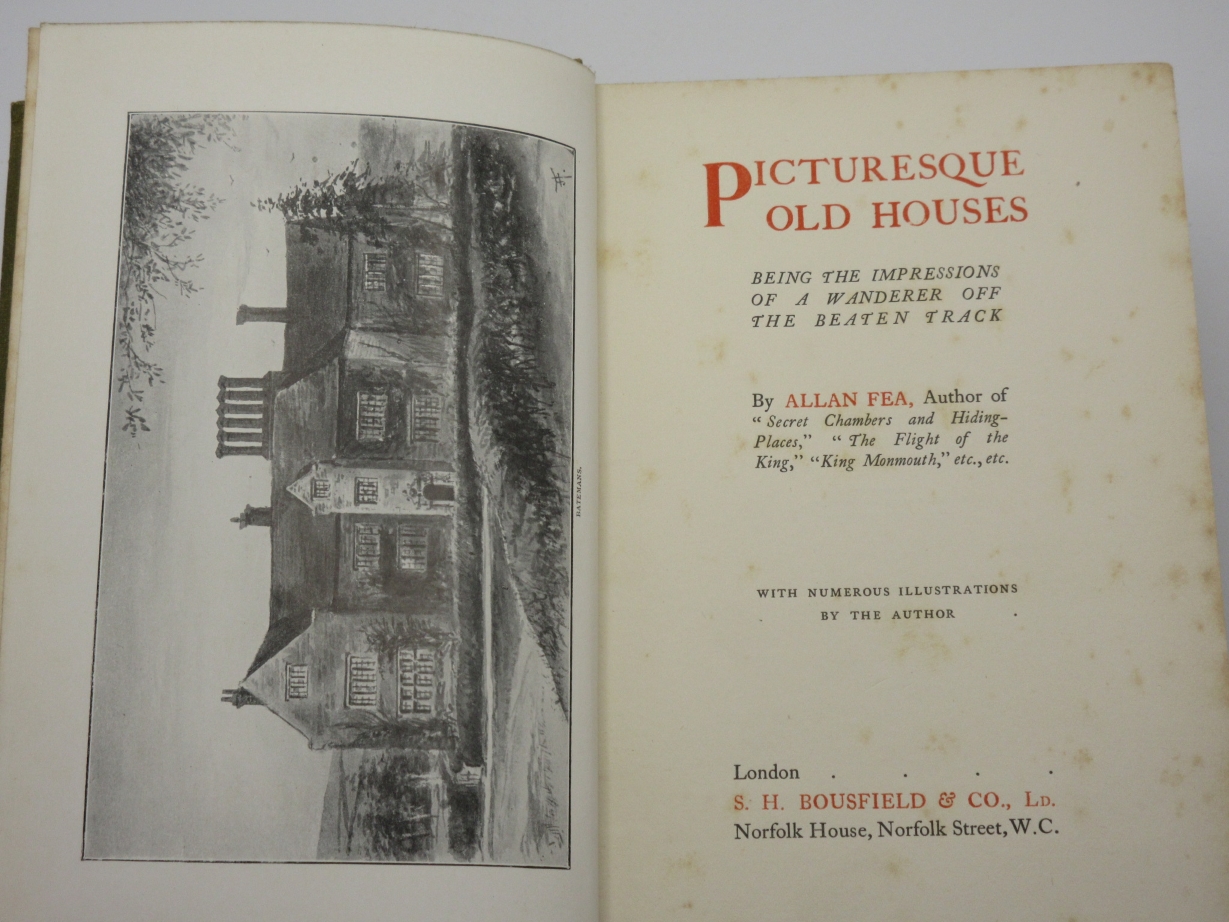 BATEMANS.
PICTURESQUE
OLD HOUSES
BEING THE IMPRESSIONS
OF A WANDERER OFF
THE BEATEN TRACK
By ALLAN FEA, Author of
“Secret Chambers and Hiding-
Places,” “The Flight of the
King,” “King Monmouth,” etc., etc.
WITH NUMEROUS ILLUSTRATIONS
BY THE AUTHOR
London . . . .
S. H. BOUSFIELD & CO., LD.
Norfolk House, Norfolk Street, W.C.